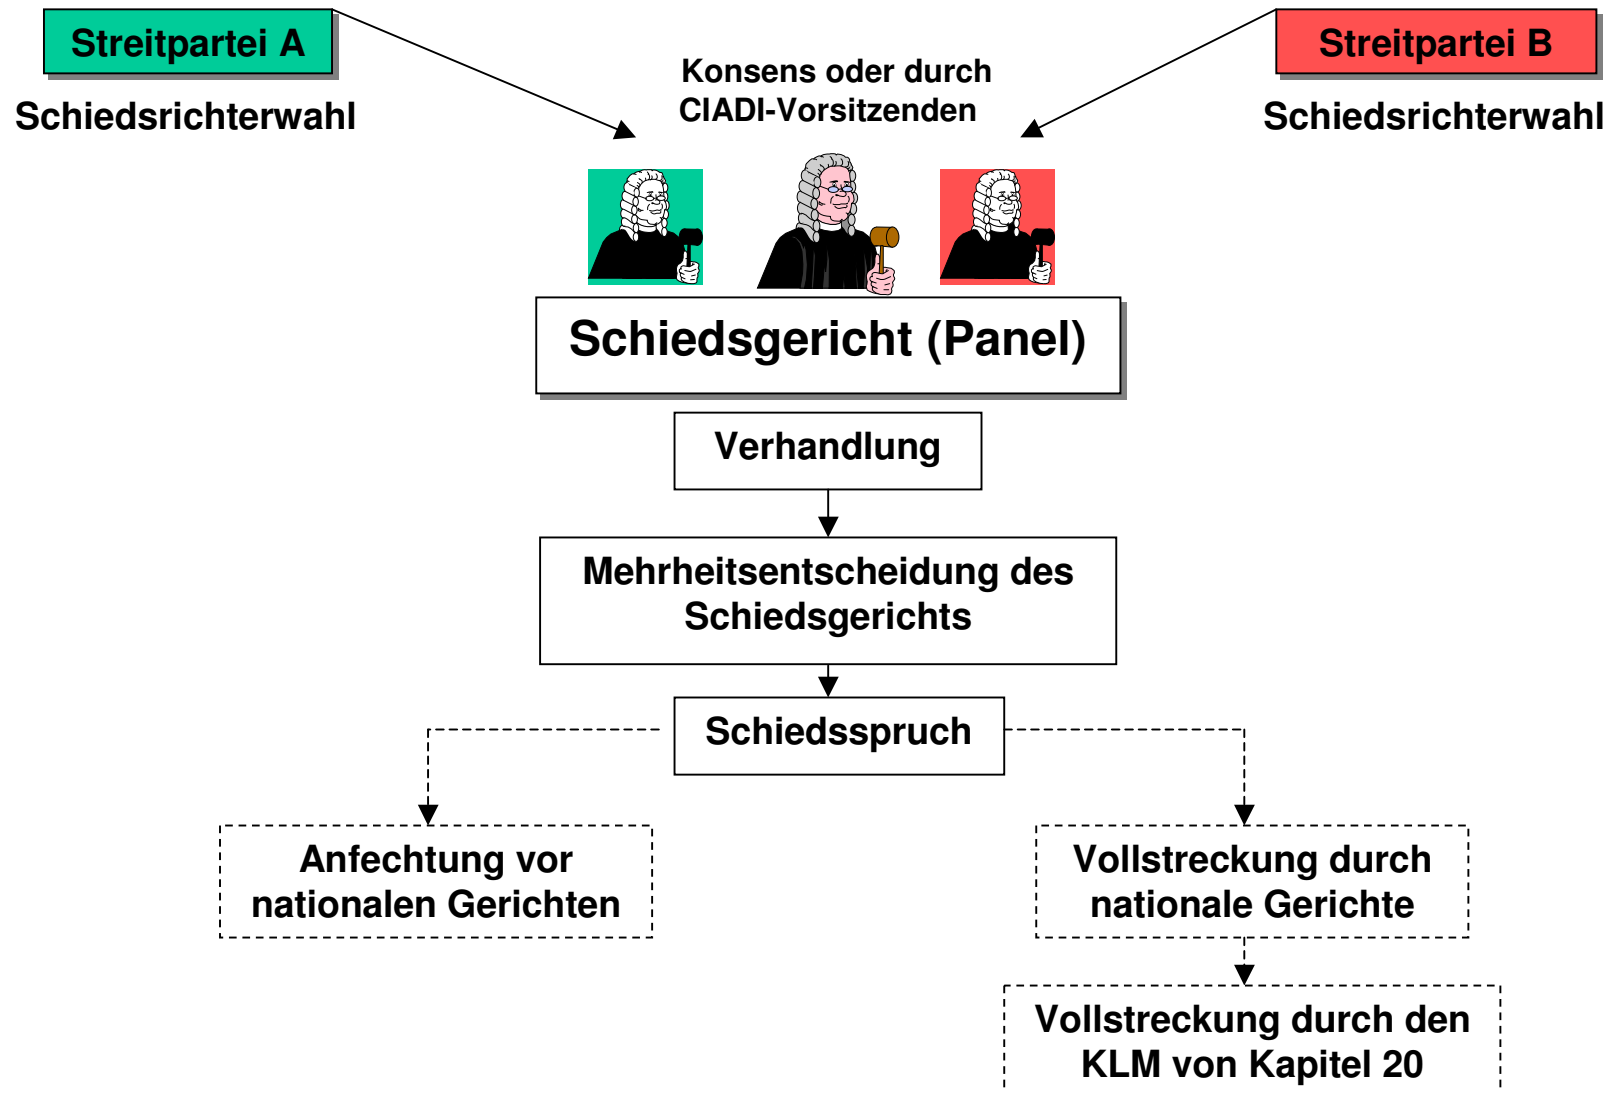 Streitpartei A
Streitpartei B
Konsens oder durch
CIADI-Vorsitzenden
Schiedsrichterwahl
Schiedsrichterwahl
Schiedsgericht (Panel)
Verhandlung
Mehrheitsentscheidung des
Schiedsgerichts
Schiedsspruch
Anfechtung vor
nationalen Gerichten
Vollstreckung durch
nationale Gerichte
Vollstreckung durch den
KLM von Kapitel 20